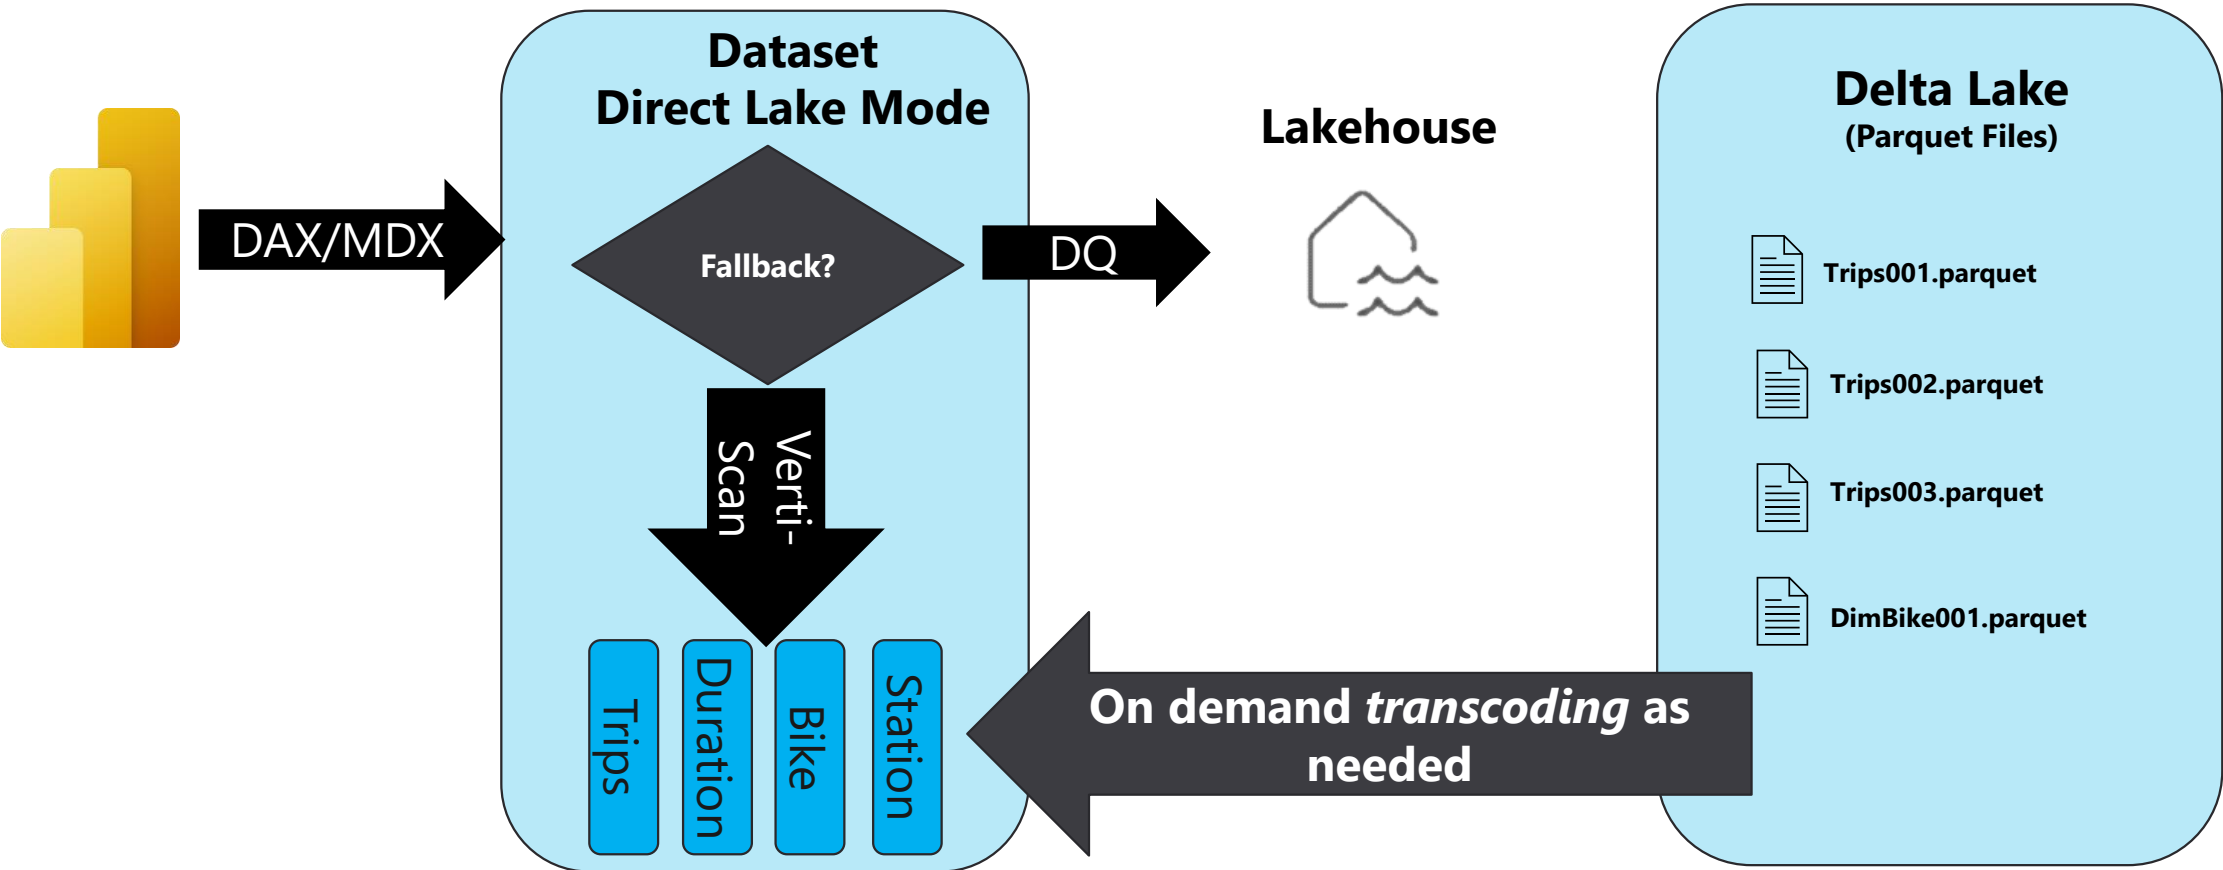 Dataset
Direct Lake Mode
DAX/MDX
Fallback?
DQ
Lakehouse
Verti-
Scan
Trips
Duration
Bike
Station
On demand transcoding as
needed
Delta Lake
(Parquet Files)
Trips001.parquet
Trips002.parquet
Trips003.parquet
DimBike001.parquet